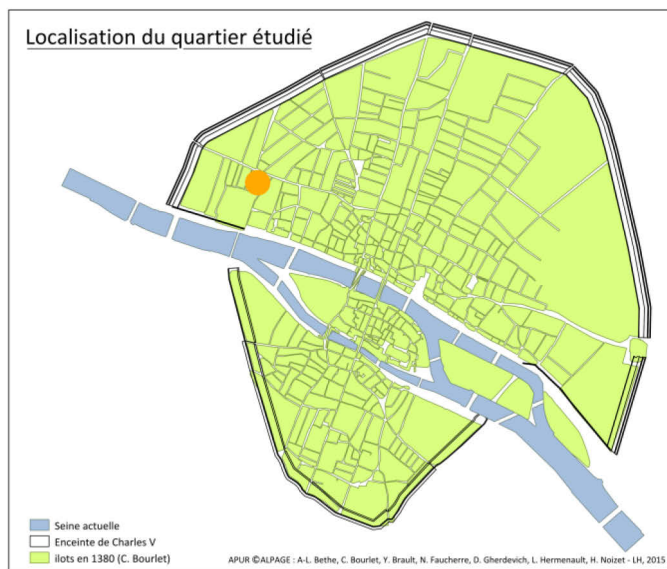 Localisation du quartier étudié
Seine actuelle
Enceinte de Charles V
ilots en 1380 (C. Bourlet)
APUR ©ALPAGE : A-L. Bethe, C. Bourlet, Y. Brault, N. Faucherre, D. Gherdevich, L. Hermenault, H. Noizet - LH, 2015